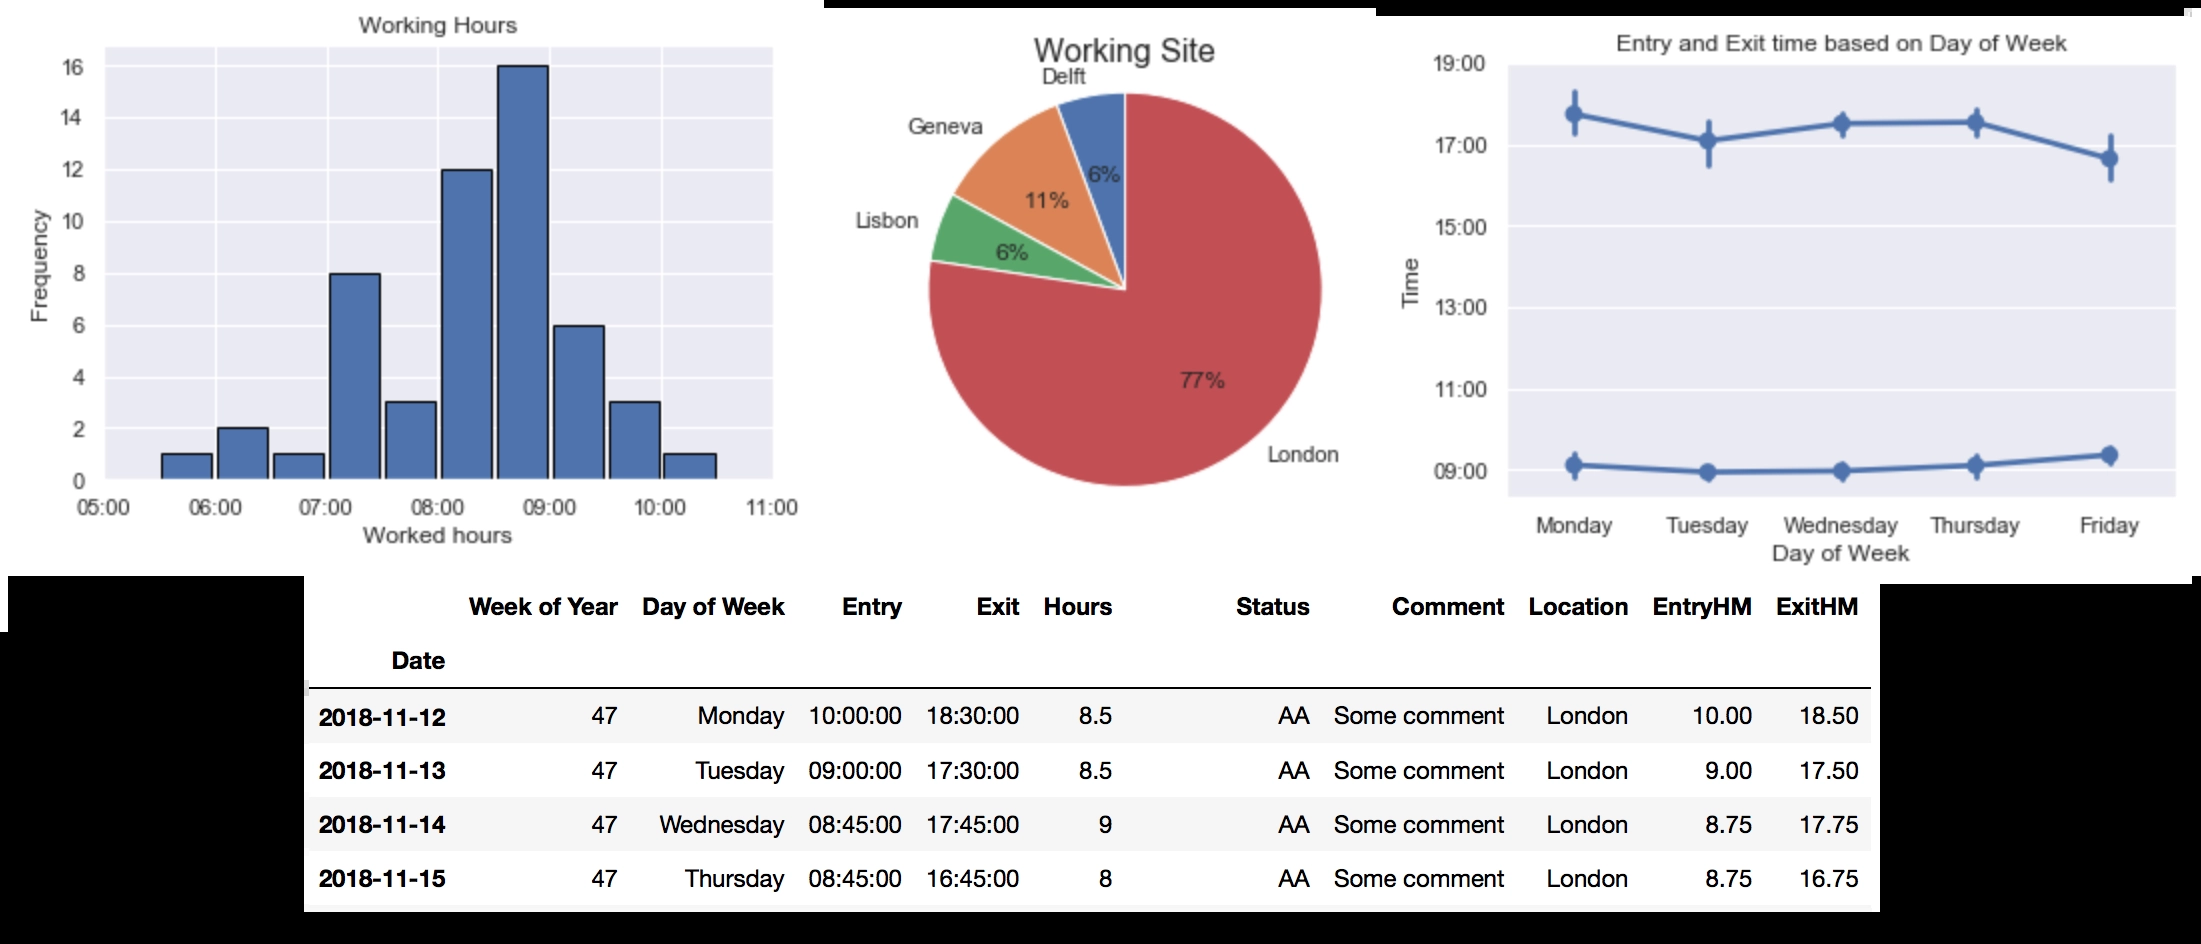 Working Hours
16
14
12
10
8
6
4
2
0
Frequency
05:00 06:00 07:00 08:00 09:00 10:00 11:00
Worked hours
Working Site
Delft
Geneva
Lisbon
London
6%
11%
6%
77%
Entry and Exit time based on Day of Week
19:00
17:00
15:00
13:00
11:00
09:00
Time
Monday Tuesday Wednesday Thursday Friday
Day of Week
Week of Year Day of Week Entry Exit Hours Status Comment Location EntryHM ExitHM
Date
2018-11-12 47 Monday 10:00:00 18:30:00 8.5 AA Some comment London 10.00 18.50
2018-11-13 47 Tuesday 09:00:00 17:30:00 8.5 AA Some comment London 9.00 17.50
2018-11-14 47 Wednesday 08:45:00 17:45:00 9 AA Some comment London 8.75 17.75
2018-11-15 47 Thursday 08:45:00 16:45:00 8 AA Some comment London 8.75 16.75